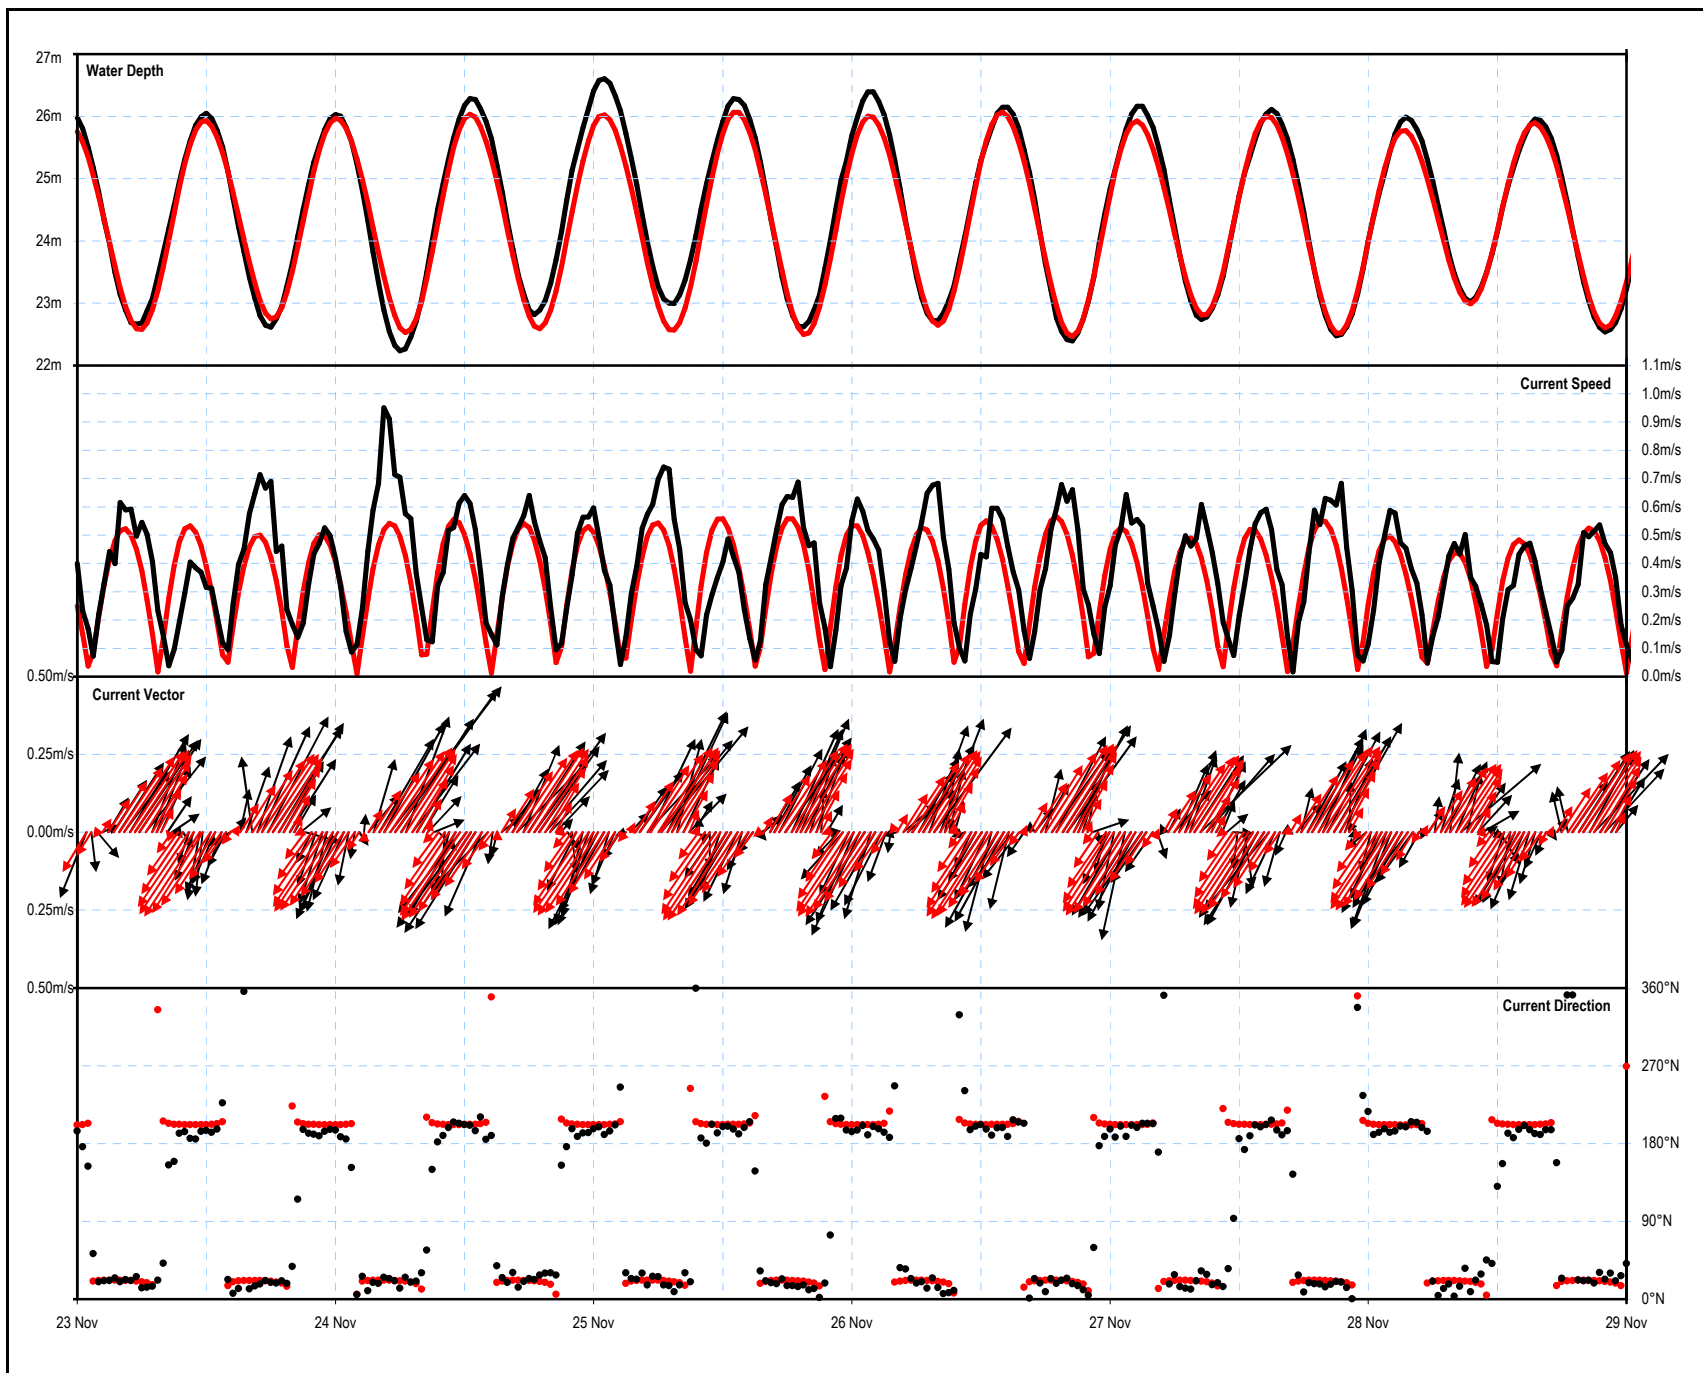 27m
Water Depth
26m
25m
24m
23m
22m
1.1m/s
Current Speed
1.0m/s
0.9m/s
0.8m/s
0.7m/s
0.6m/s
0.5m/s
0.4m/s
0.3m/s
0.2m/s
0.1m/s
0.50m/s
0.0m/s
Current Vector
0.25m/s
0.00m/s
0.25m/s
0.50m/s
360°N
Current Direction
270°N
180°N
90°N
0°N
23 Nov 24 Nov 25 Nov 26 Nov 27 Nov 28 Nov 29 Nov